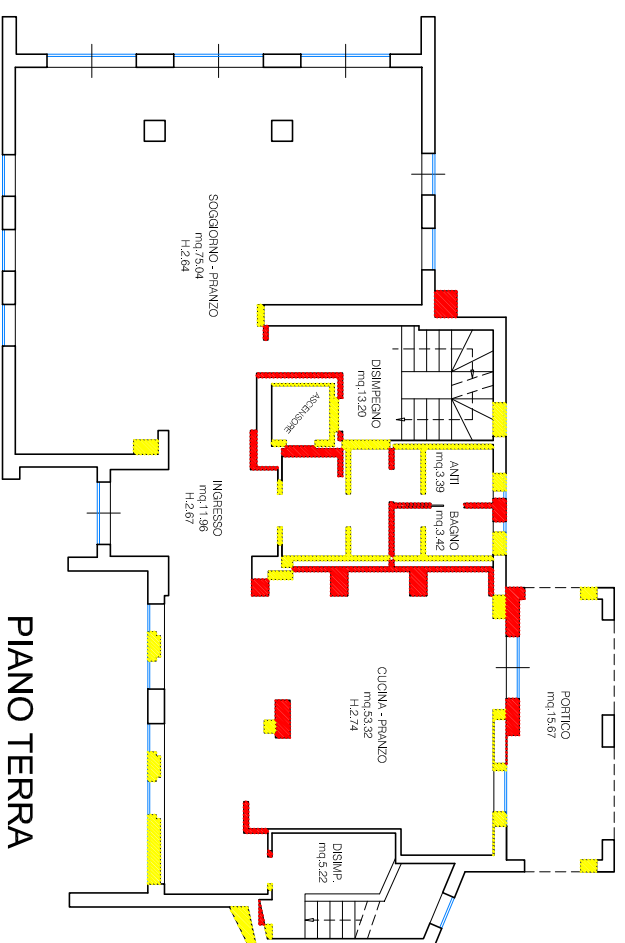 SOGGIORNO - PRANZO
mq.75.04
H.2.64
DISIMPEGNO
mq.13.20
ASCENSORE
ANTI
mq.3.39
BAGNO
mq.3.42
INGRESSO
mq.11.96
H.2.67
CUCINA - PRANZO
mq.53.32
H.2.74
PORTICO
mq.15.67
DISIMP.
mq.5.22
PIANO TERRA